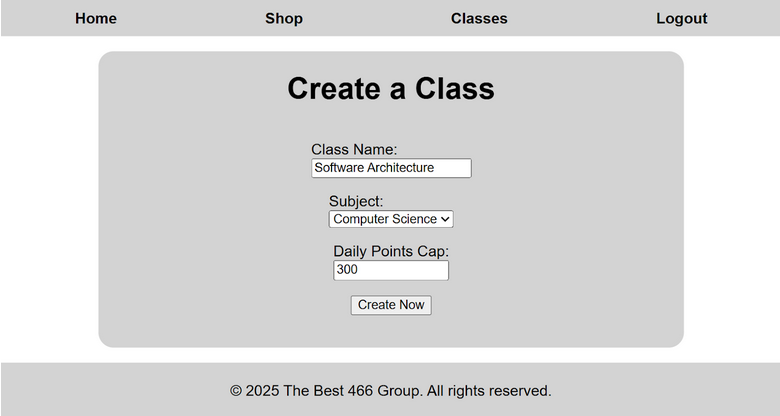 Home Shop Classes Logout
Create a Class
Class Name:
Software Architecture
Subject:
Computer Science
Daily Points Cap:
300
Create Now
© 2025 The Best 466 Group. All rights reserved.